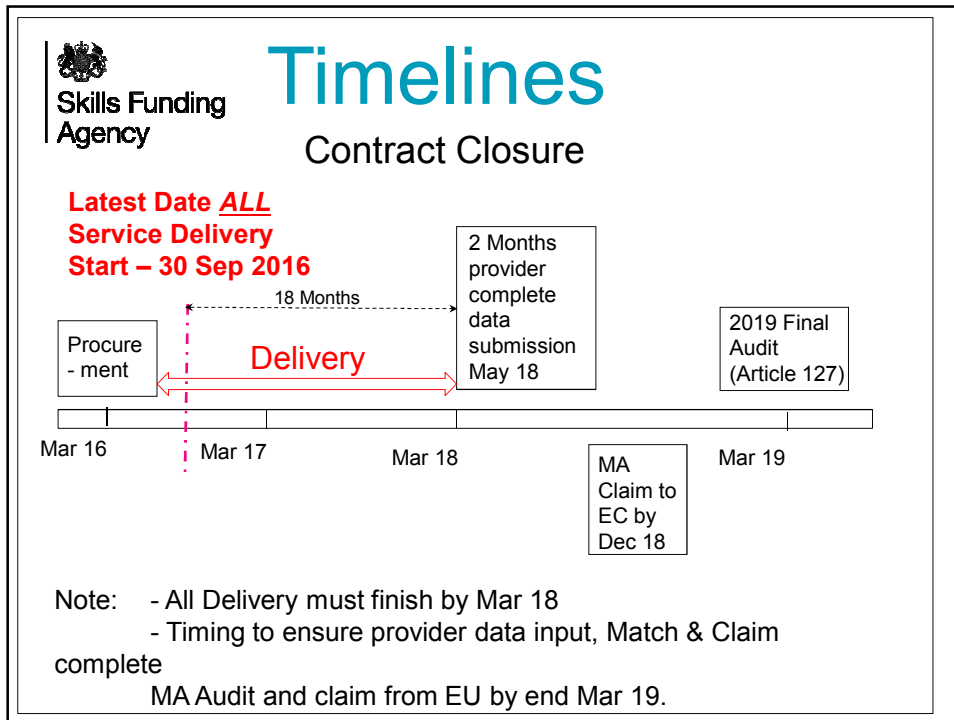 Skills Funding
Agency
Timelines
Contract Closure
Latest Date ALL
Service Delivery
Start – 30 Sep 2016
18 Months
2 Months
provider
complete
data
submission
May 18
Procure
- ment
Delivery
2019 Final
Audit
(Article 127)
Mar 16
Mar 17
Mar 18
Mar 19
MA
Claim to
EC by
Dec 18
Note: - All Delivery must finish by Mar 18
- Timing to ensure provider data input, Match & Claim
complete
MA Audit and claim from EU by end Mar 19.